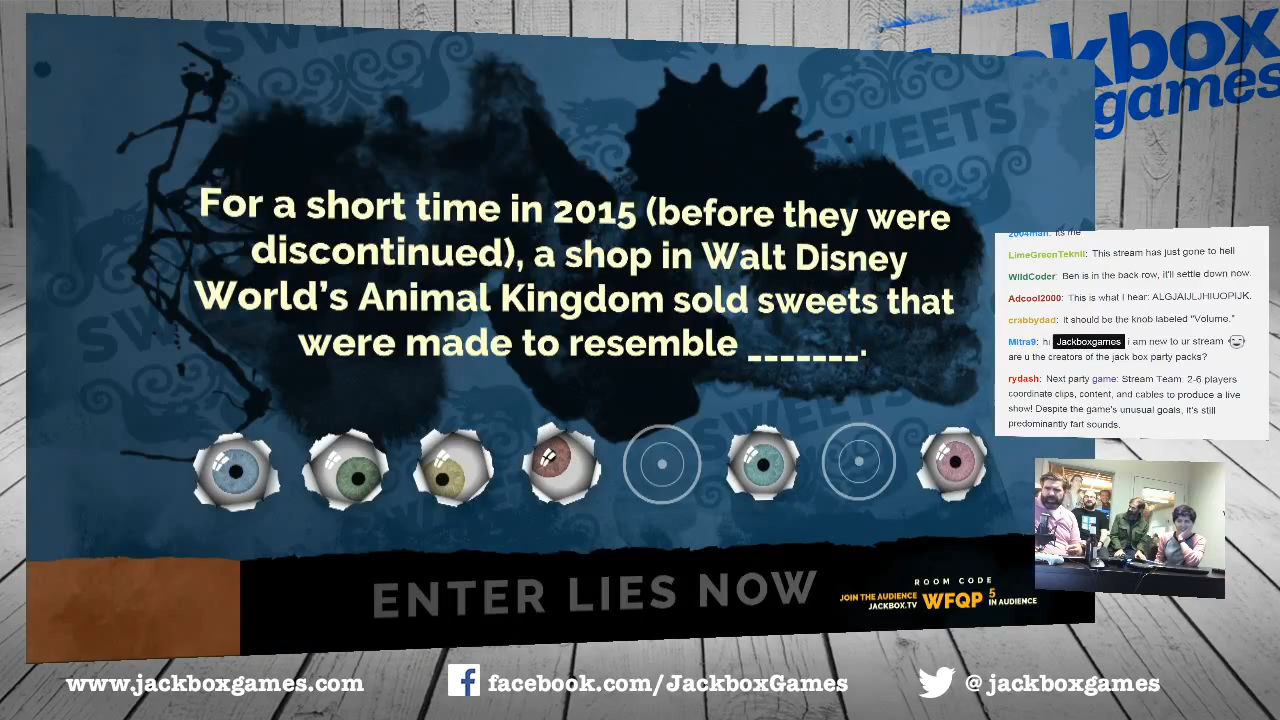 Jackbox
games
SWEETS
For a short time in 2015 (before they were
discontinued), a shop in Walt Disney
World's Animal Kingdom sold sweets that
were made to resemble _______.
SWEETS
SWEETS
its me
LimeGreenTeknii: This stream has just gone to hell
WildCoder: Ben is in the back row, it'll settle down now.
Adcool2000: This is what I hear: ALGJAIJLJHIUOPIJK.
crabbydad: It should be the knob labeled "Volume."
Mitra9: hi Jackboxgames i am new to ur stream
are u the creators of the jack box party packs?
rydash: Next party game: Stream Team. 2-6 players
coordinate clips, content, and cables to produce a live
show! Despite the game's unusual goals, it's still
predominantly fart sounds.
ENTER LIES NOW
ROOM CODE
JOIN THE AUDIENCE
JACKBOX.TV
WFQP
5
IN AUDIENCE
www.jackboxgames.com
facebook.com/JackboxGames
@jackboxgames